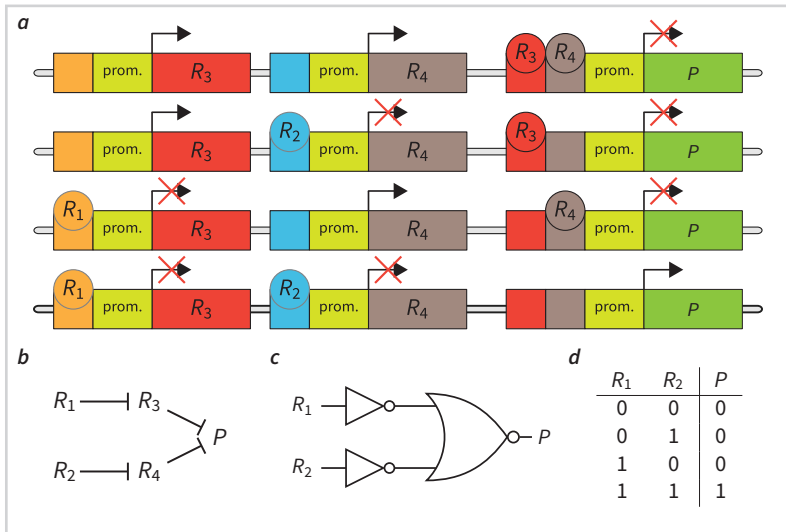 a
R3 R4
prom. R3 prom. R4 prom. P
R2 R3
prom. R3 prom. R4 prom. P
R1 R4
prom. R3 prom. R4 prom. P
R1 R2
prom. R3 prom. R4 prom. P
b c d
R1 R3
P
R2 R4
R1
P
R2
R1 R2 P
0 0 0
0 1 0
1 0 0
1 1 1